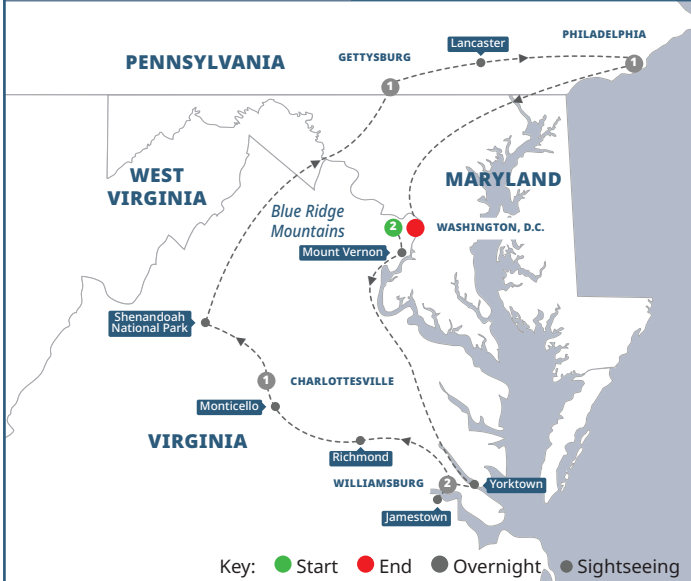 PHILADELPHIA
Lancaster
GETTYSBURG
PENNSYLVANIA
1
1
WEST
VIRGINIA
MARYLAND
Blue Ridge
Mountains
2
WASHINGTON, D.C.
Mount Vernon
Shenandoah
National Park
1
CHARLOTTESVILLE
Monticello
VIRGINIA
Richmond
WILLIAMSBURG
2
Yorktown
Jamestown
Key: Start End Overnight Sightseeing